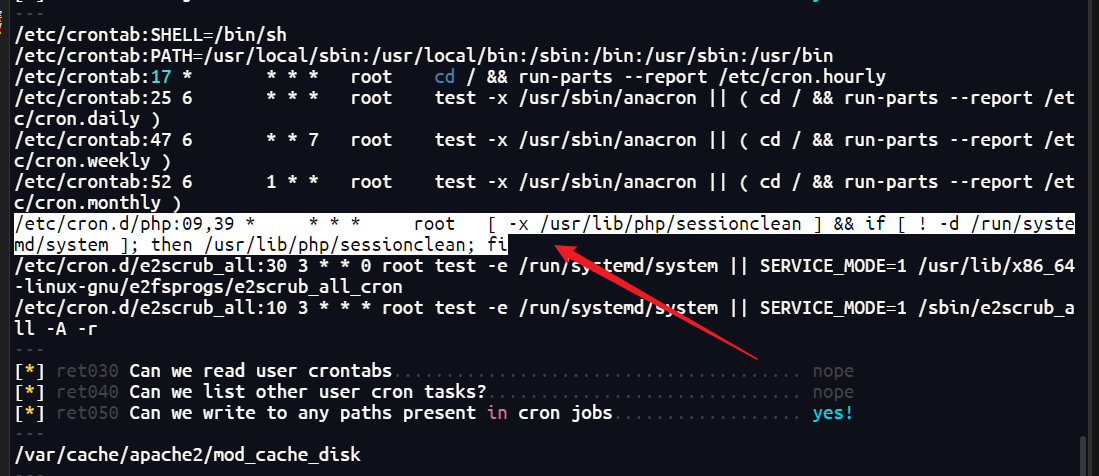 ---
/etc/crontab:SHELL=/bin/sh
/etc/crontab:PATH=/usr/local/sbin:/usr/local/bin:/sbin:/bin:/usr/sbin:/usr/bin
/etc/crontab:17 *       * * *   root    cd / && run-parts --report /etc/cron.hourly
/etc/crontab:25 6       * * *   root    test -x /usr/sbin/anacron || ( cd / && run-parts --report /et
c/cron.daily )
/etc/crontab:47 6       * * 7   root    test -x /usr/sbin/anacron || ( cd / && run-parts --report /et
c/cron.weekly )
/etc/crontab:52 6       1 * *   root    test -x /usr/sbin/anacron || ( cd / && run-parts --report /et
c/cron.monthly )
/etc/cron.d/php:09,39 *     * * *     root   [ -x /usr/lib/php/sessionclean ] && if [ ! -d /run/syste
md/system ]; then /usr/lib/php/sessionclean; fi
/etc/cron.d/e2scrub_all:30 3 * * 0 root test -e /run/systemd/system || SERVICE_MODE=1 /usr/lib/x86_64
-linux-gnu/e2fsprogs/e2scrub_all_cron
/etc/cron.d/e2scrub_all:10 3 * * * root test -e /run/systemd/system || SERVICE_MODE=1 /sbin/e2scrub_a
ll -A -r
---
[*] ret030 Can we read user crontabs....................................... nope
[*] ret040 Can we list other user cron tasks?.............................. nope
[*] ret050 Can we write to any paths present in cron jobs.................. yes!
---
/var/cache/apache2/mod_cache_disk
---